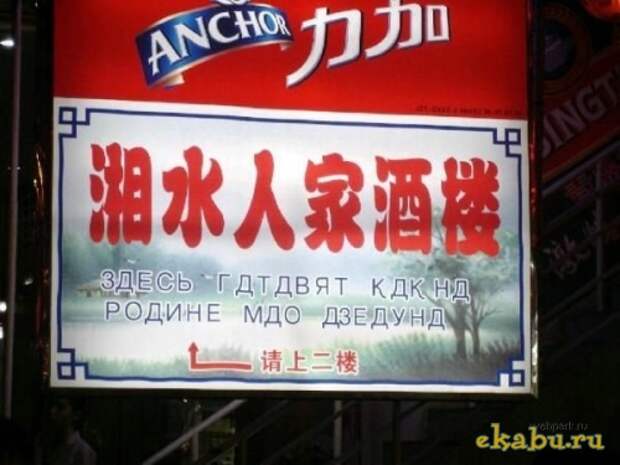 ANCHOR 力加
湘水人家酒楼
ЗДЕСЬ ГДТДВЯТ КДК НД
РОДИНЕ МДО ДЗЕДУНД
请上二楼
ekabu.ru